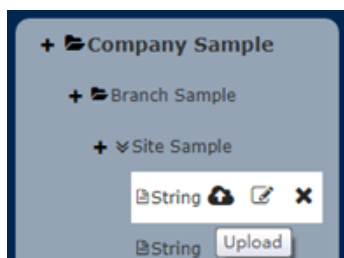 Company Sample
Branch Sample
Site Sample
String
String
Upload